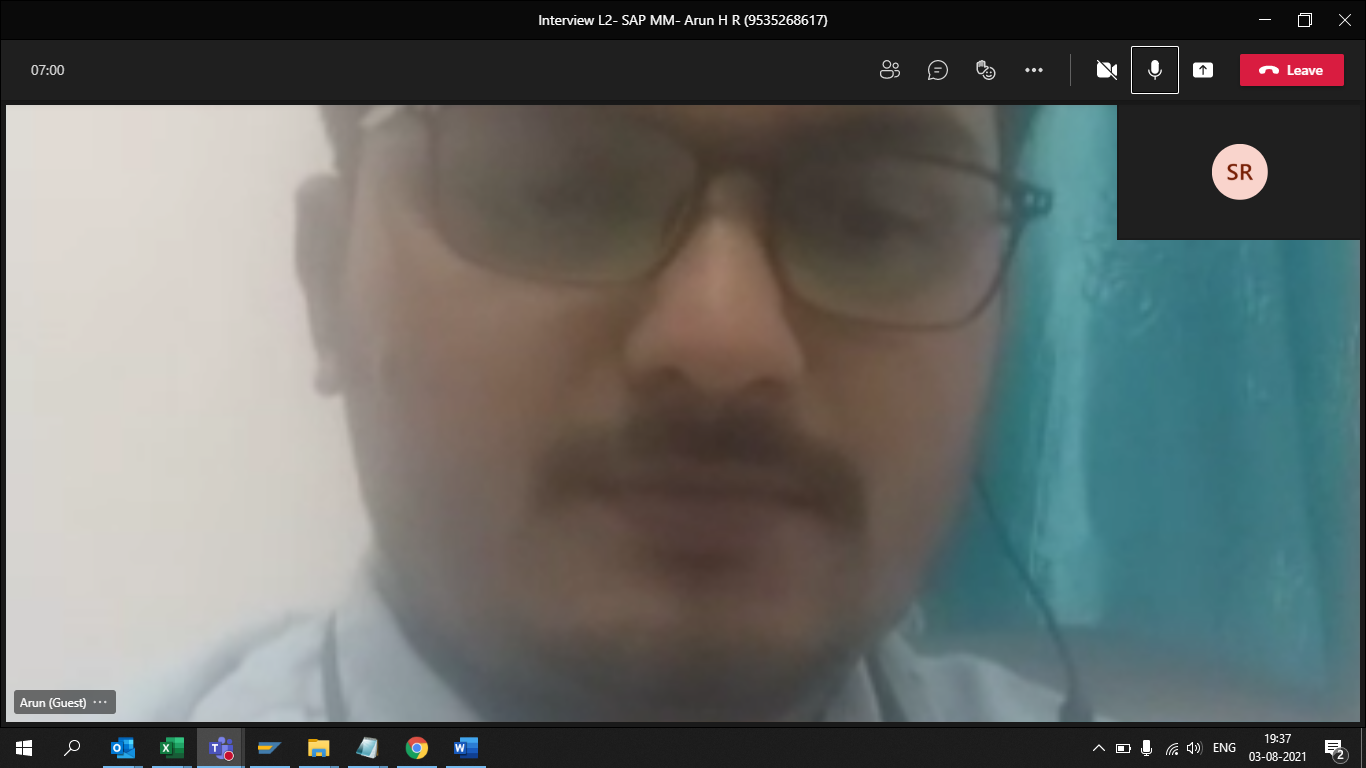 Interview L2- SAP MM- Arun H R (9535268617)
07:00
Leave
SR
Arun (Guest) ···
ENG
19:37
03-08-2021
2